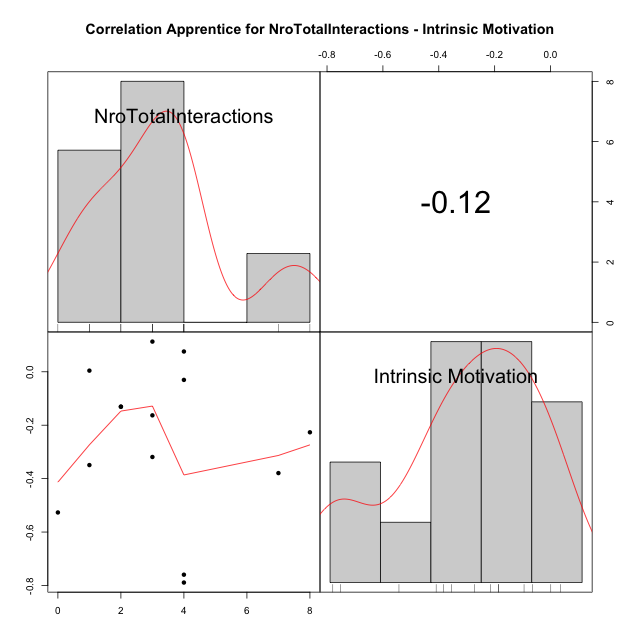 Correlation Apprentice for NroTotalInteractions - Intrinsic Motivation
-0.8 -0.6 -0.4 -0.2 0.0
NroTotalInteractions
-0.12
8
6
4
2
0
Intrinsic Motivation
0.0
-0.2
-0.4
-0.6
-0.8
0 2 4 6 8